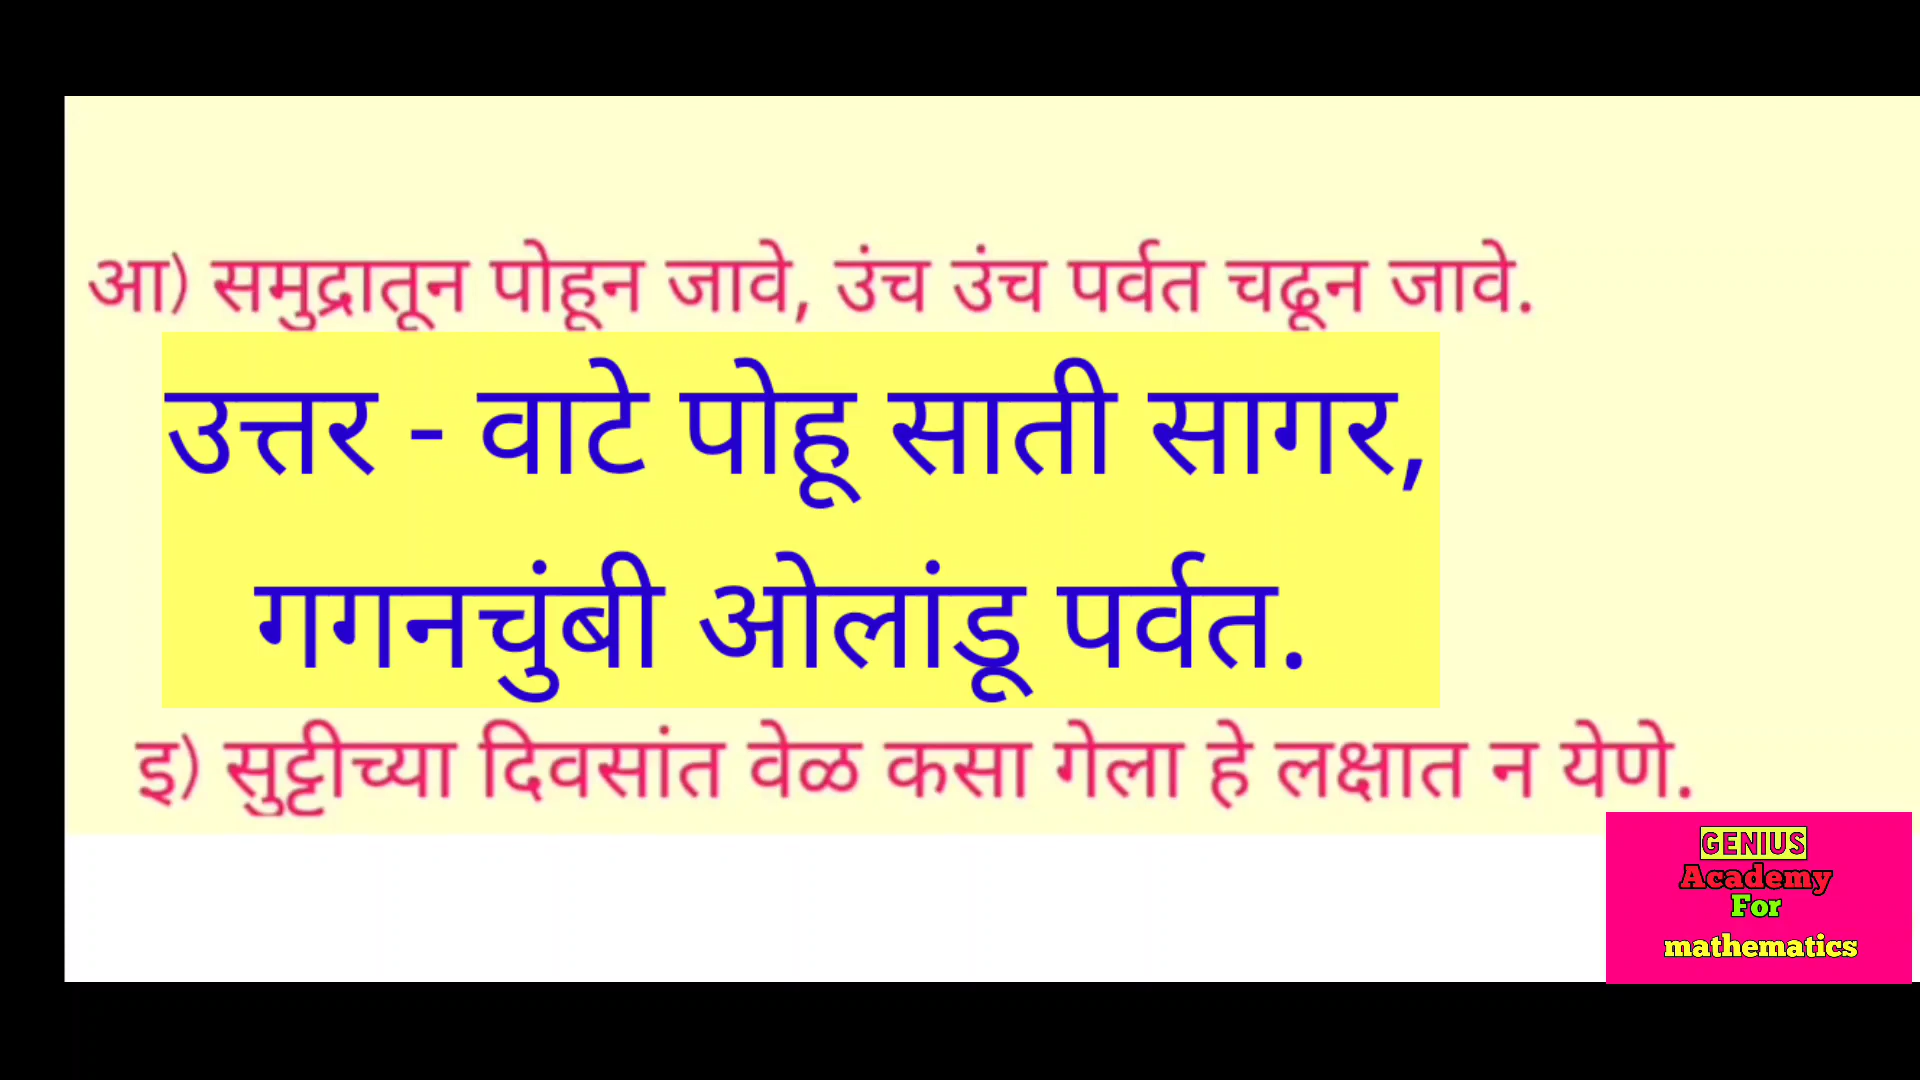 आ) समुद्रातून पोहून जावे, उंच उंच पर्वत चढून जावे.
उत्तर - वाटे पोहू साती सागर,
गगनचुंबी ओलांडू पर्वत.
इ) सुट्टीच्या दिवसांत वेळ कसा गेला हे लक्षात न येणे.
GENIUS
Academy
For
mathematics